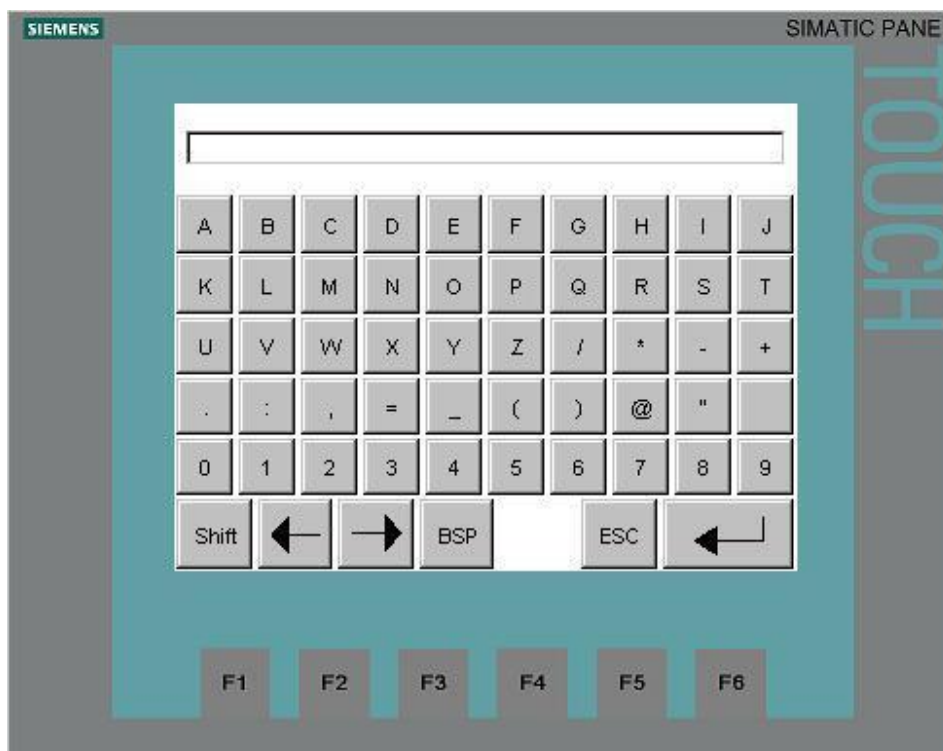 SIEMENS
SIMATIC PANE
TOUCH
A B C D E F G H I J
K L M N O P Q R S T
U V W X Y Z / * - +
. : , = _ ( ) @ "
0 1 2 3 4 5 6 7 8 9
Shift BSP ESC
F1 F2 F3 F4 F5 F6